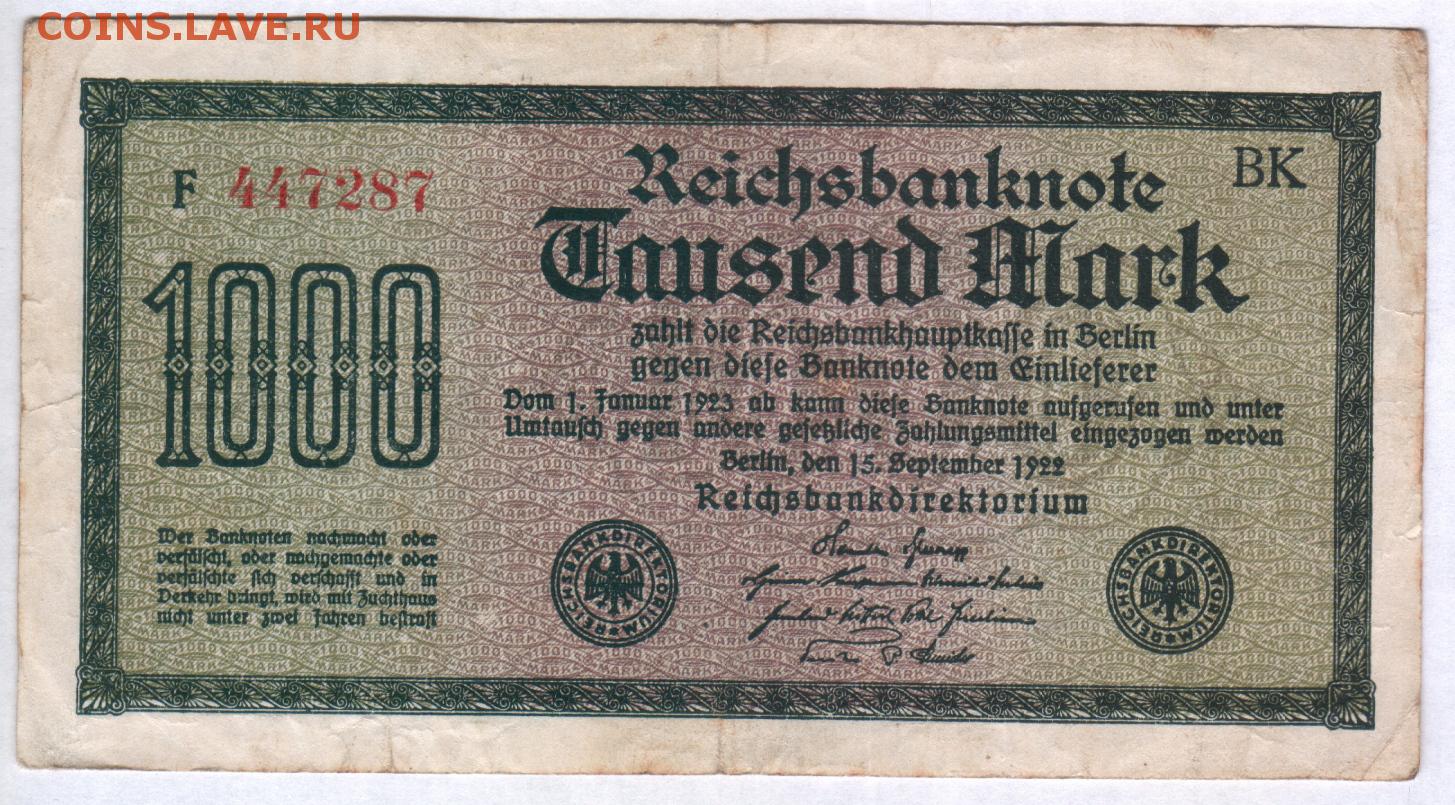 COINS.LAVE.RU
F 447287
Reichsbanknote
BK
Tausend Mark
1000
zahlt die Reichsbankhauptkasse in Berlin
gegen diese Banknote dem Einlieferer
Vom 1. Januar 1923 ab kann diese Banknote aufgerufen und unter
Umtausch gegen andere gesetzliche Zahlungsmittel eingezogen werden
Berlin, den 15. September 1922
Reichsbankdirektorium
Wer Banknoten nachmacht oder
verfälscht, oder nachgemachte oder
verfälschte sich verschafft und in
Verkehr bringt, wird mit Zuchthaus
nicht unter zwei Jahren bestraft
REICHSBANKDIREKTORIUM
REICHSBANKDIREKTORIUM